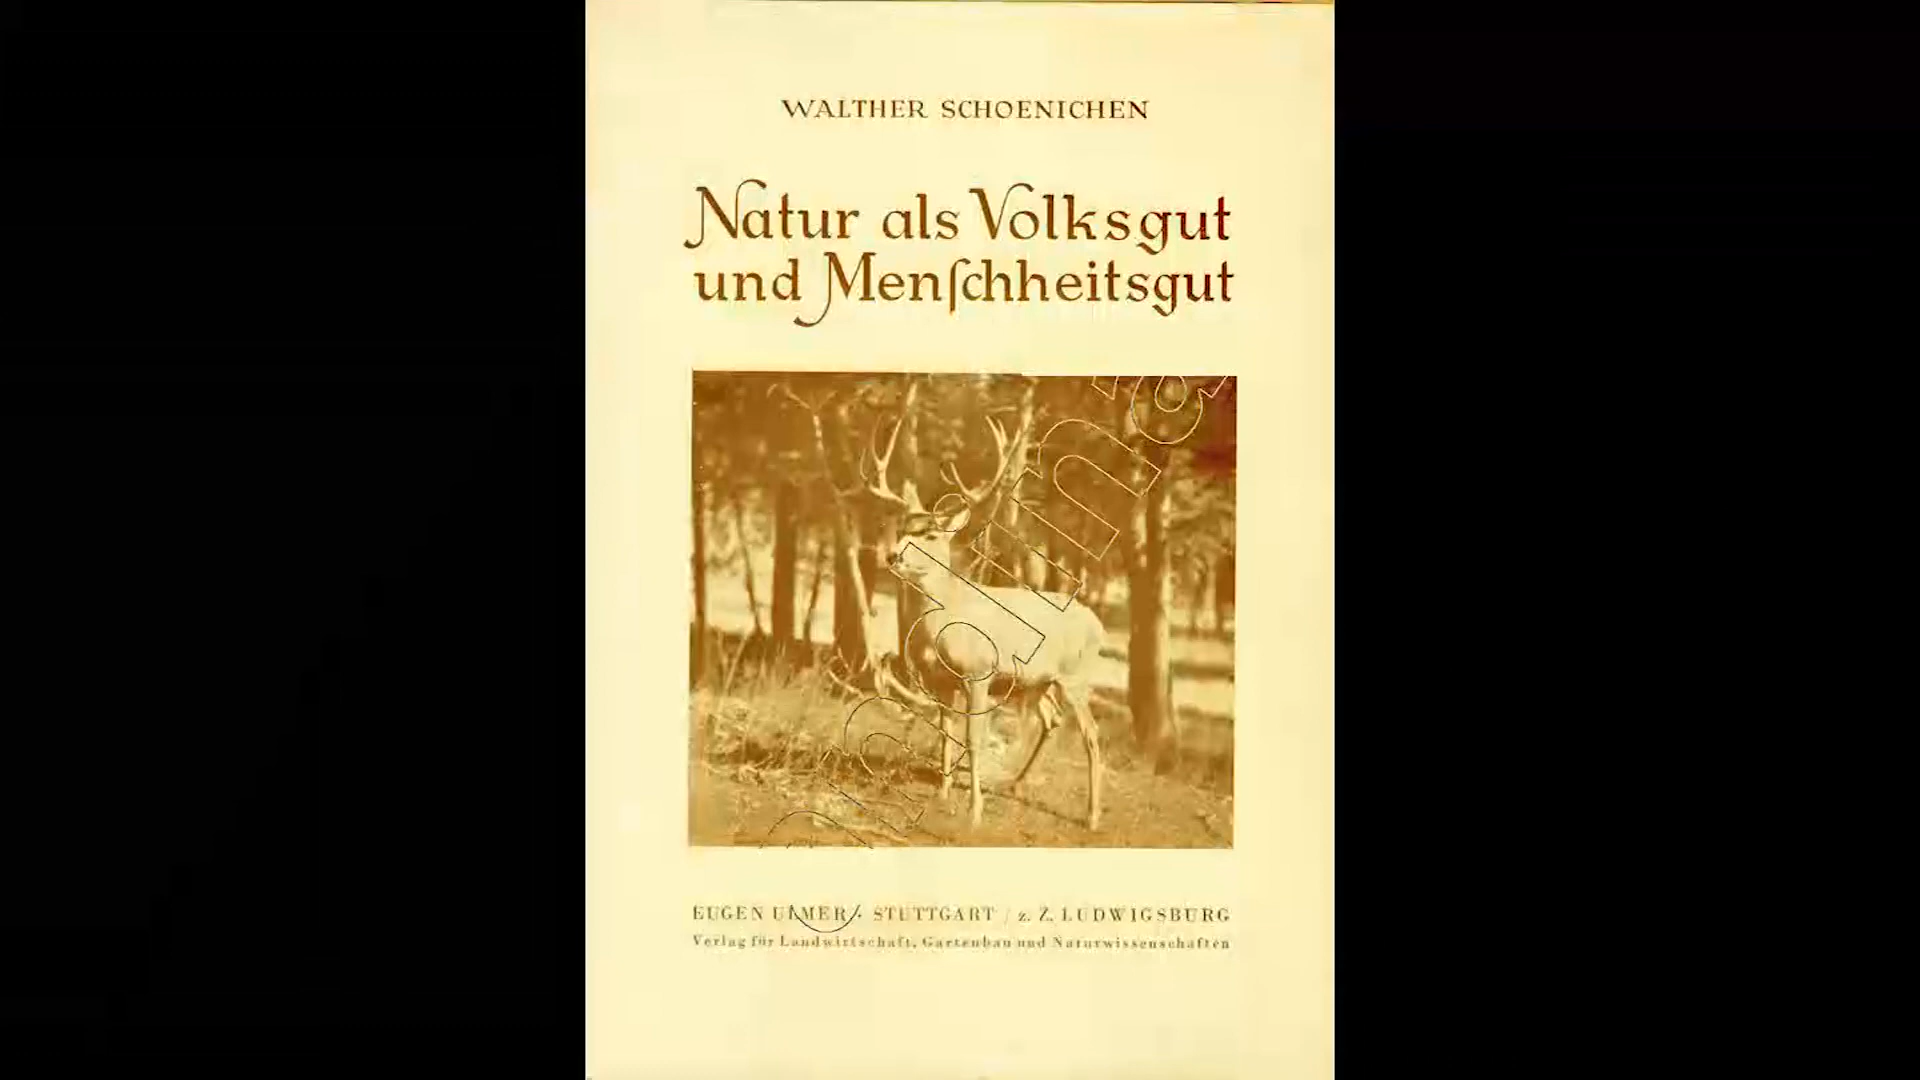 WALTHER SCHOENICHEN
Natur als Volksgut
und Menſchheitsgut
EUGEN ULMER · STUTTGART / z. Z. LUDWIGSBURG
Verlag für Landwirtschaft, Gartenbau und Naturwissenschaften